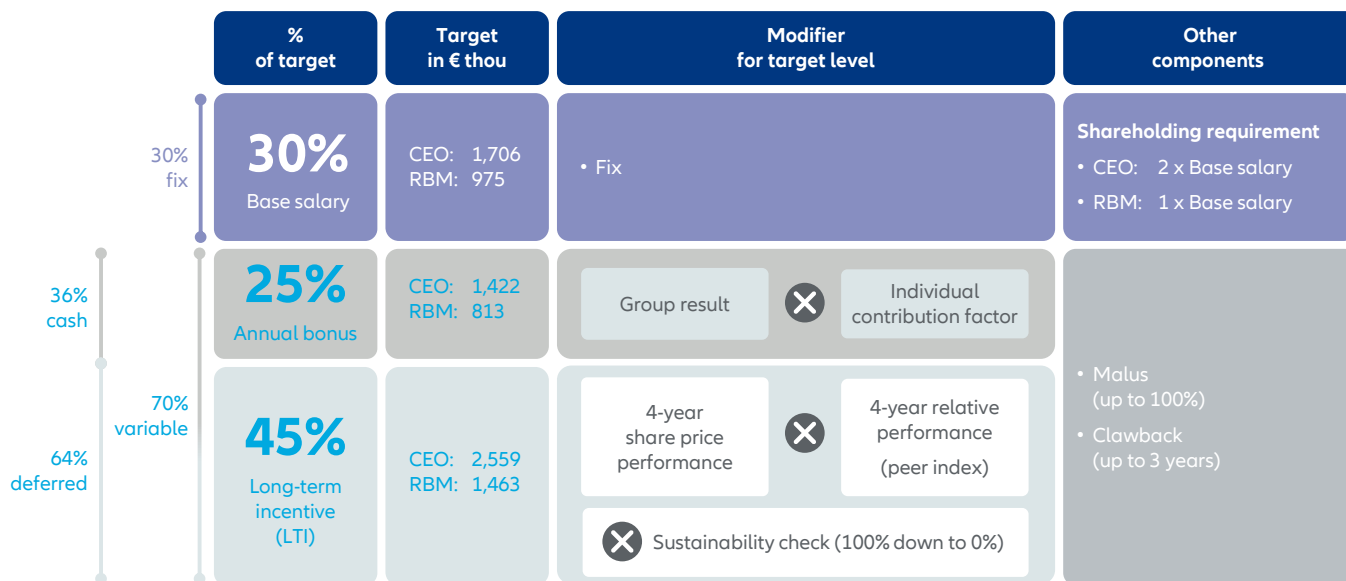 %
of target
Target
in € thou
Modifier
for target level
Other
components
30%
fix
30%
Base salary
CEO: 1,706
RBM: 975
• Fix
Shareholding requirement
• CEO: 2 x Base salary
• RBM: 1 x Base salary
36%
cash
64%
deferred
70%
variable
25%
Annual bonus
CEO: 1,422
RBM: 813
Group result
Individual
contribution factor
45%
Long-term
incentive
(LTI)
CEO: 2,559
RBM: 1,463
4-year
share price
performance
4-year relative
performance
(peer index)
Sustainability check (100% down to 0%)
• Malus
(up to 100%)
• Clawback
(up to 3 years)